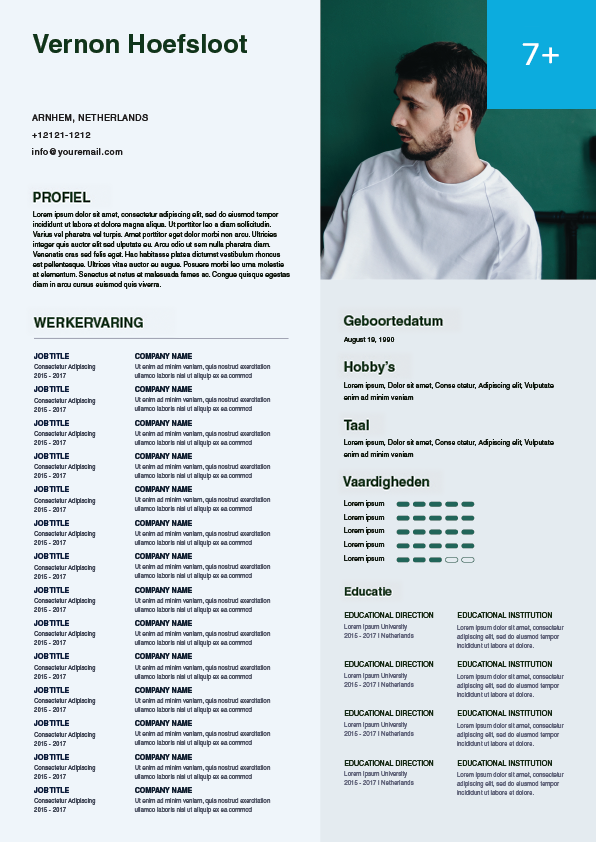 Vernon Hoefsloot
7+
ARNHEM, NETHERLANDS
+12121-1212
info@youremail.com
PROFIEL
Lorem ipsum dolor sit amet, consectetur adipiscing elit, sed do eiusmod tempor
incididunt ut labore et dolore magna aliqua. Ut porttitor leo a diam sollicitudin.
Varius vel pharetra vel turpis. Amet porttitor eget dolor morbi non arcu. Ultricies
integer quis auctor elit sed ulputate eu. Arcu odio ut sem nulla pharetra diam.
Venenatis cras sed felis eget. Hac habitasse platea dictumst vestibulum rhoncus
est pellentesque. Ultrices vitae auctor eu augue. Posuere morbi leo urna molestie
at elementum. Senectus et netus et malesuada fames ac. Congue quisque egestas
diam in arcu cursus euismod quis viverra.
WERKERVARING
JOBTITLE COMPANY NAME
Consectetur Adipiscing Ut enim ad minim veniam, quis nostrud exercitation
2015 - 2017 ullamco laboris nisi ut aliquip ex ea commod
JOBTITLE COMPANY NAME
Consectetur Adipiscing Ut enim ad minim veniam, quis nostrud exercitation
2015 - 2017 ullamco laboris nisi ut aliquip ex ea commod
JOBTITLE COMPANY NAME
Consectetur Adipiscing Ut enim ad minim veniam, quis nostrud exercitation
2015 - 2017 ullamco laboris nisi ut aliquip ex ea commod
JOBTITLE COMPANY NAME
Consectetur Adipiscing Ut enim ad minim veniam, quis nostrud exercitation
2015 - 2017 ullamco laboris nisi ut aliquip ex ea commod
JOBTITLE COMPANY NAME
Consectetur Adipiscing Ut enim ad minim veniam, quis nostrud exercitation
2015 - 2017 ullamco laboris nisi ut aliquip ex ea commod
JOBTITLE COMPANY NAME
Consectetur Adipiscing Ut enim ad minim veniam, quis nostrud exercitation
2015 - 2017 ullamco laboris nisi ut aliquip ex ea commod
JOBTITLE COMPANY NAME
Consectetur Adipiscing Ut enim ad minim veniam, quis nostrud exercitation
2015 - 2017 ullamco laboris nisi ut aliquip ex ea commod
JOBTITLE COMPANY NAME
Consectetur Adipiscing Ut enim ad minim veniam, quis nostrud exercitation
2015 - 2017 ullamco laboris nisi ut aliquip ex ea commod
JOBTITLE COMPANY NAME
Consectetur Adipiscing Ut enim ad minim veniam, quis nostrud exercitation
2015 - 2017 ullamco laboris nisi ut aliquip ex ea commod
JOBTITLE COMPANY NAME
Consectetur Adipiscing Ut enim ad minim veniam, quis nostrud exercitation
2015 - 2017 ullamco laboris nisi ut aliquip ex ea commod
JOBTITLE COMPANY NAME
Consectetur Adipiscing Ut enim ad minim veniam, quis nostrud exercitation
2015 - 2017 ullamco laboris nisi ut aliquip ex ea commod
JOBTITLE COMPANY NAME
Consectetur Adipiscing Ut enim ad minim veniam, quis nostrud exercitation
2015 - 2017 ullamco laboris nisi ut aliquip ex ea commod
JOBTITLE COMPANY NAME
Consectetur Adipiscing Ut enim ad minim veniam, quis nostrud exercitation
2015 - 2017 ullamco laboris nisi ut aliquip ex ea commod
JOBTITLE COMPANY NAME
Consectetur Adipiscing Ut enim ad minim veniam, quis nostrud exercitation
2015 - 2017 ullamco laboris nisi ut aliquip ex ea commod
Geboortedatum
August 19, 1990
Hobby's
Lorem ipsum, Dolor sit amet, Conse ctetur, Adipiscing elit, Vulputate
enim ad minim veniam
Taal
Lorem ipsum, Dolor sit amet, Conse ctetur, Adipiscing elit, Vulputate
enim ad minim veniam
Vaardigheden
Lorem ipsum
Lorem ipsum
Lorem ipsum
Lorem ipsum
Lorem ipsum
Educatie
EDUCATIONAL DIRECTION EDUCATIONAL INSTITUTION
Lorem Ipsum University Lorem ipsum dolor sit amet, consectetur
2015 - 2017 | Netherlands adipiscing elit, sed do eiusmod tempor
incididunt ut labore et dolore.
EDUCATIONAL DIRECTION EDUCATIONAL INSTITUTION
Lorem Ipsum University Lorem ipsum dolor sit amet, consectetur
2015 - 2017 | Netherlands adipiscing elit, sed do eiusmod tempor
incididunt ut labore et dolore.
EDUCATIONAL DIRECTION EDUCATIONAL INSTITUTION
Lorem Ipsum University Lorem ipsum dolor sit amet, consectetur
2015 - 2017 | Netherlands adipiscing elit, sed do eiusmod tempor
incididunt ut labore et dolore.
EDUCATIONAL DIRECTION EDUCATIONAL INSTITUTION
Lorem Ipsum University Lorem ipsum dolor sit amet, consectetur
2015 - 2017 | Netherlands adipiscing elit, sed do eiusmod tempor
incididunt ut labore et dolore.